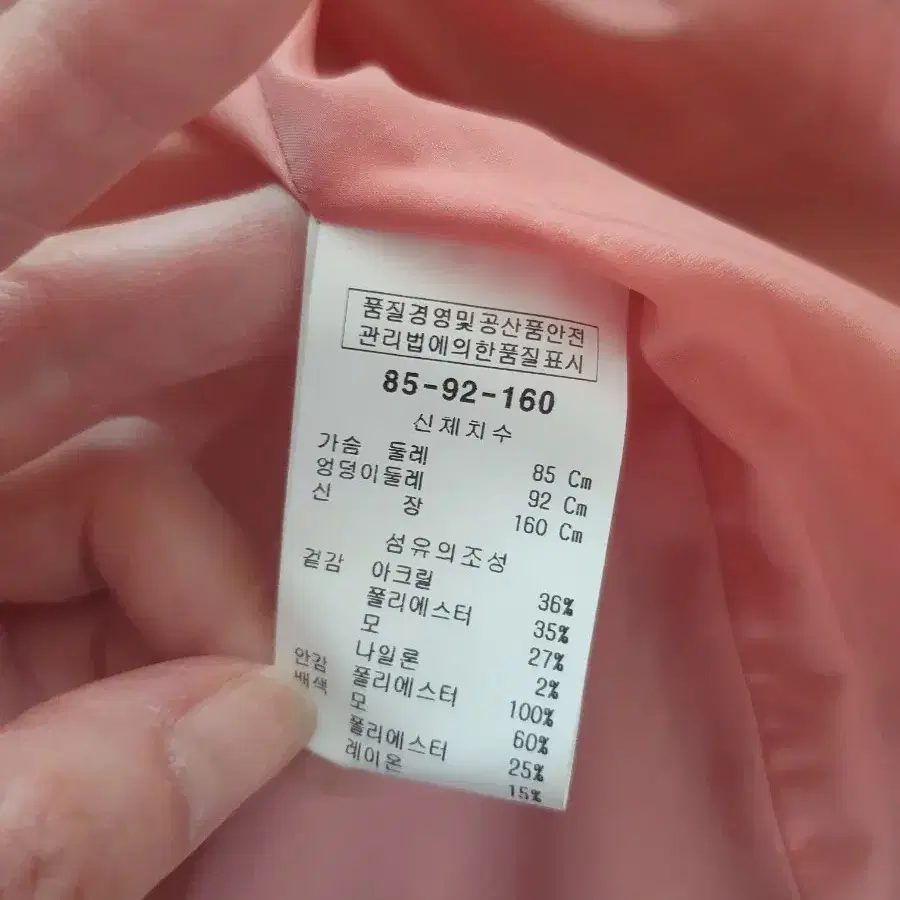 품질경영및공산품안전
관리법에의한품질표시
85-92-160
신체치수
가슴 둘레 85 Cm
엉덩이둘레 92 Cm
신 장 160 Cm
섬유의조성
겉감 아크릴 36%
폴리에스터 35%
모 27%
나일론 2%
안감 폴리에스터 100%
배색 모 60%
폴리에스터 25%
레이온 15%